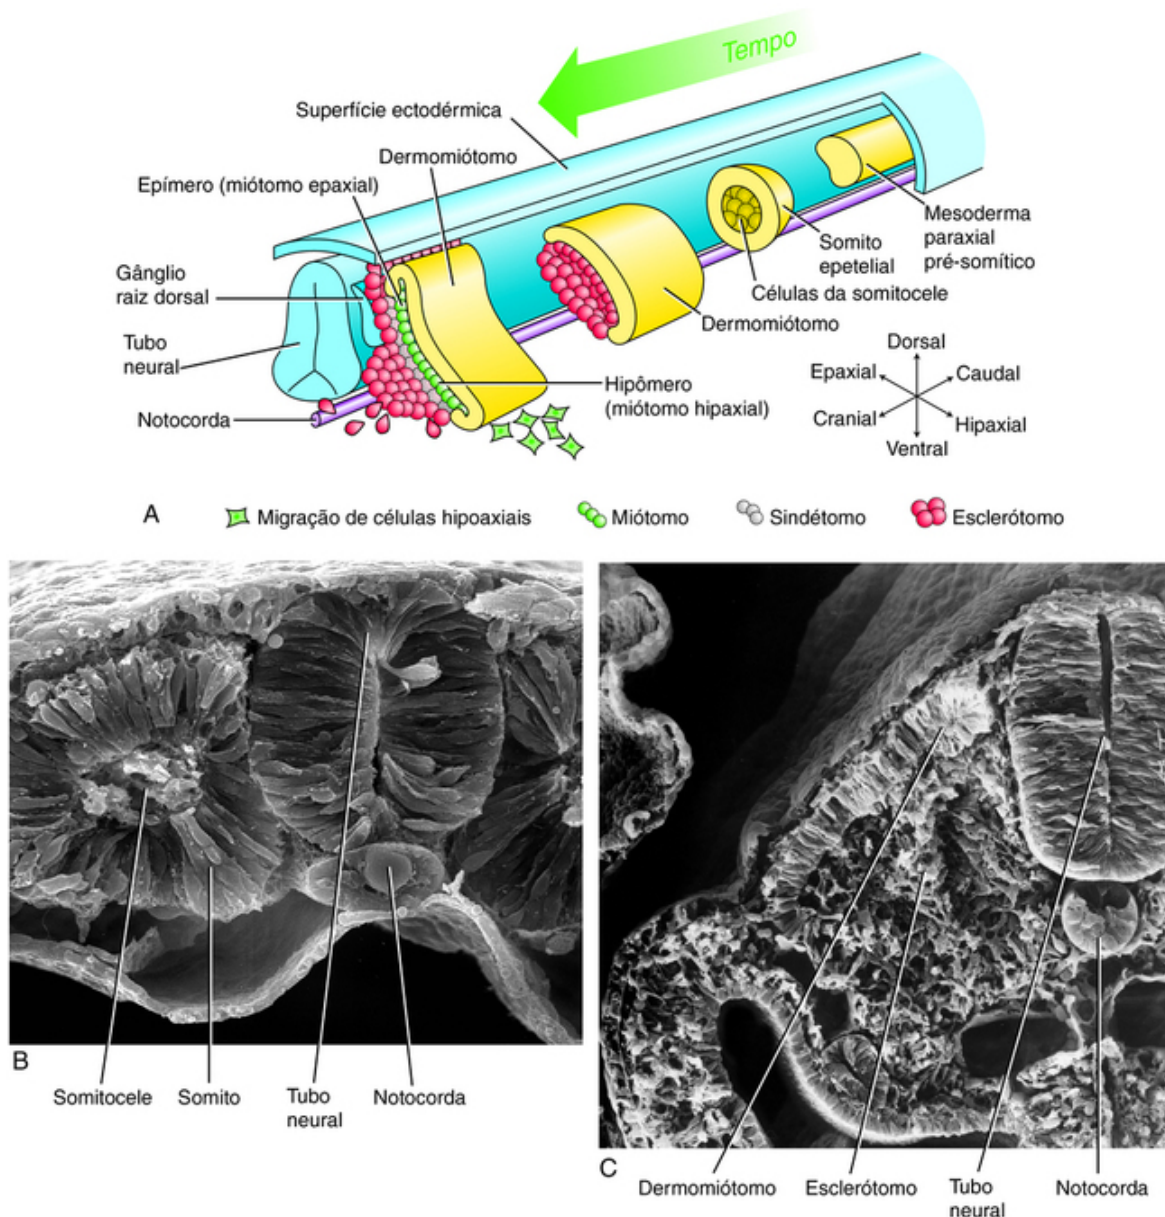 Tempo
Superfície ectodérmica
Dermomiótomo
Epímero (miótomo epaxial)
Gânglio
raiz dorsal
Tubo
neural
Notocorda
Mesoderma
paraxial
pré-somítico
Somito
epetelial
Células da somitocele
Dermomiótomo
Hipômero
(miótomo hipaxial)
Dorsal
Epaxial
Caudal
Cranial
Hipaxial
Ventral
A
Migração de células hipoaxiais
Miótomo
Sindétomo
Esclerótomo
B
Somitocele
Somito
Tubo
neural
Notocorda
C
Dermomiótomo
Esclerótomo
Tubo
neural
Notocorda